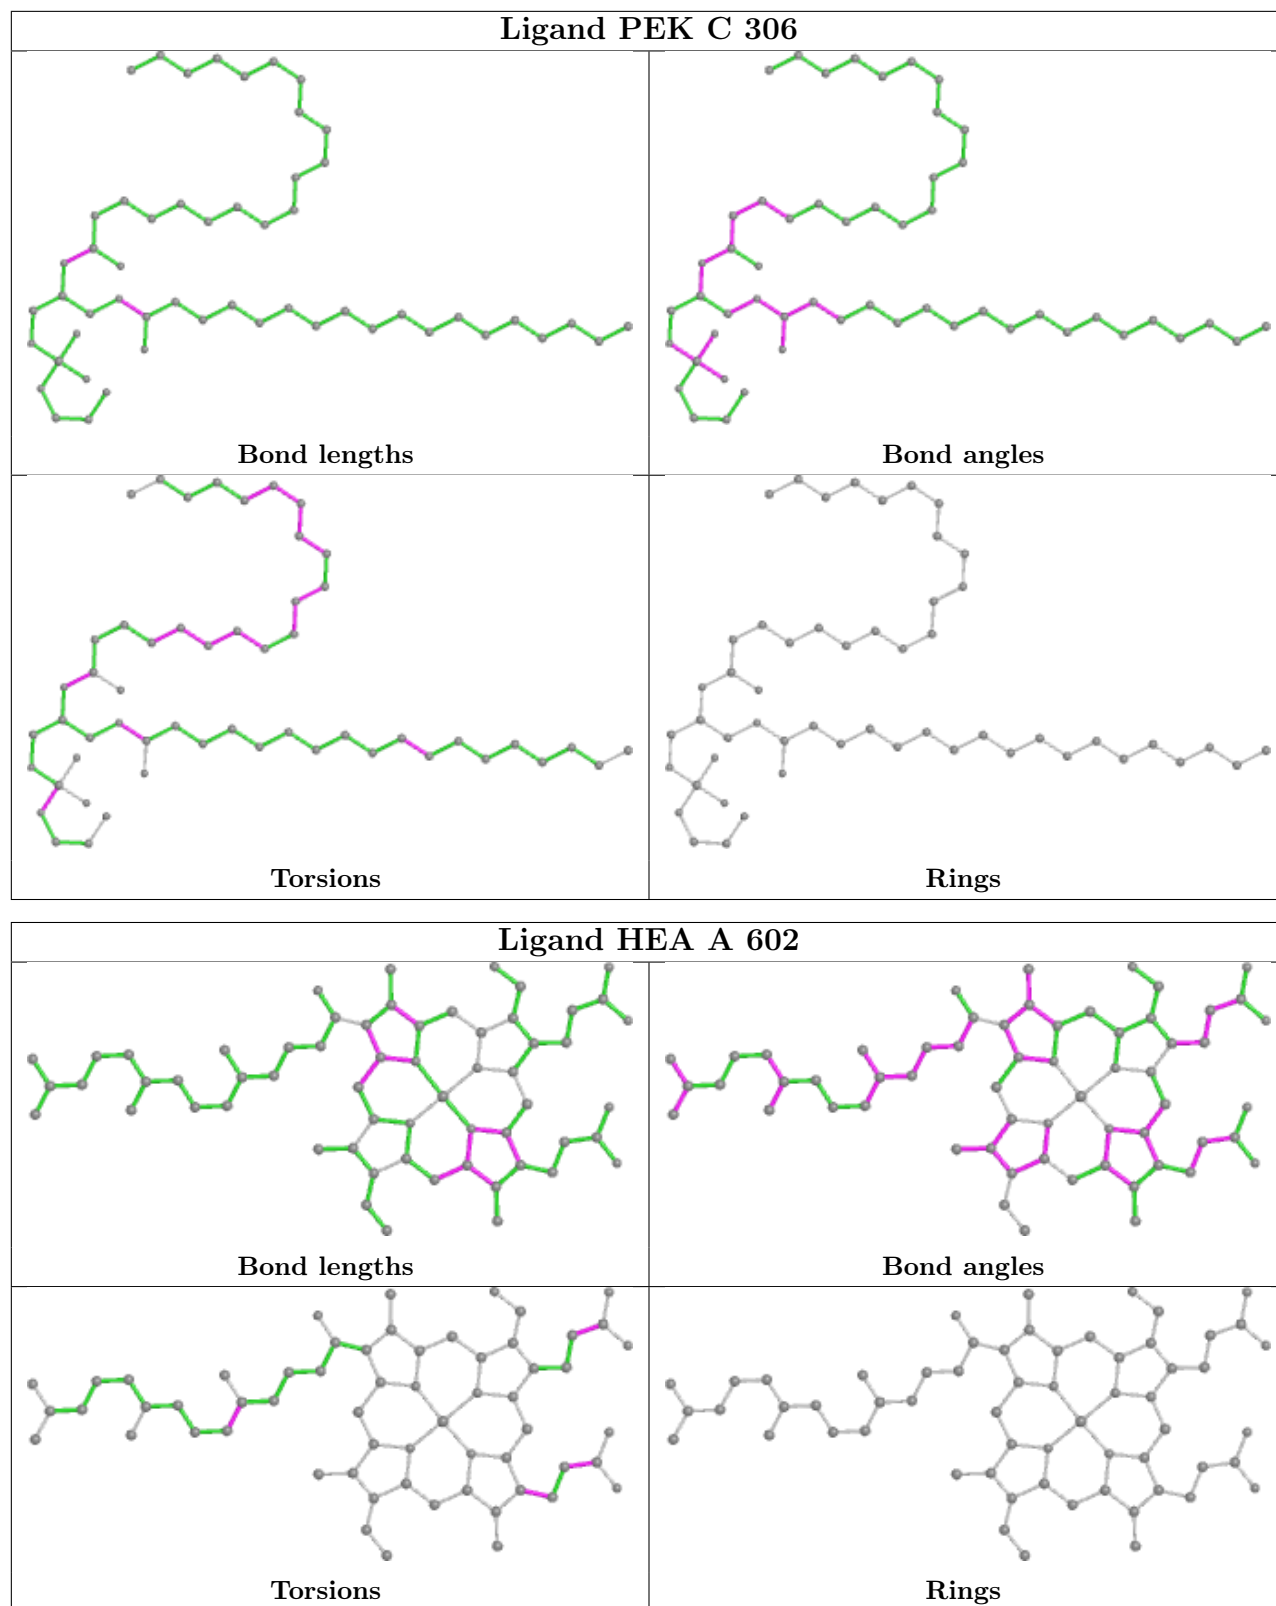 Ligand PEK C 306
Bond lengths
Bond angles
Torsions
Rings
Ligand HEA A 602
Bond lengths
Bond angles
Torsions
Rings